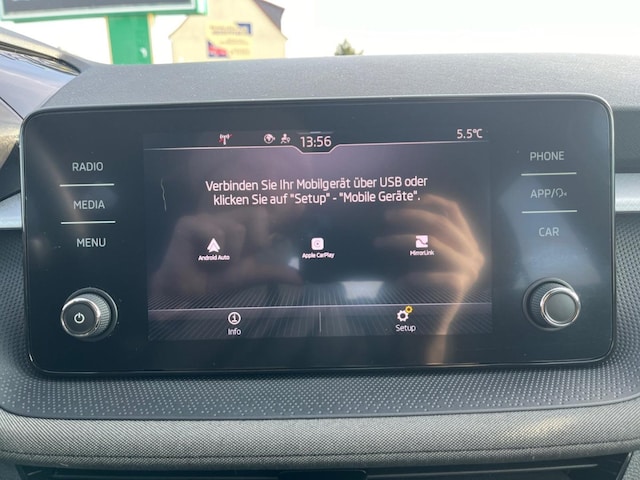 13:56
5.5°C
RADIO
MEDIA
MENU
Verbinden Sie Ihr Mobilgerät über USB oder
klicken Sie auf "Setup" - "Mobile Geräte".
Android Auto
Apple CarPlay
MirrorLink
Info
Setup
PHONE
APP/
CAR